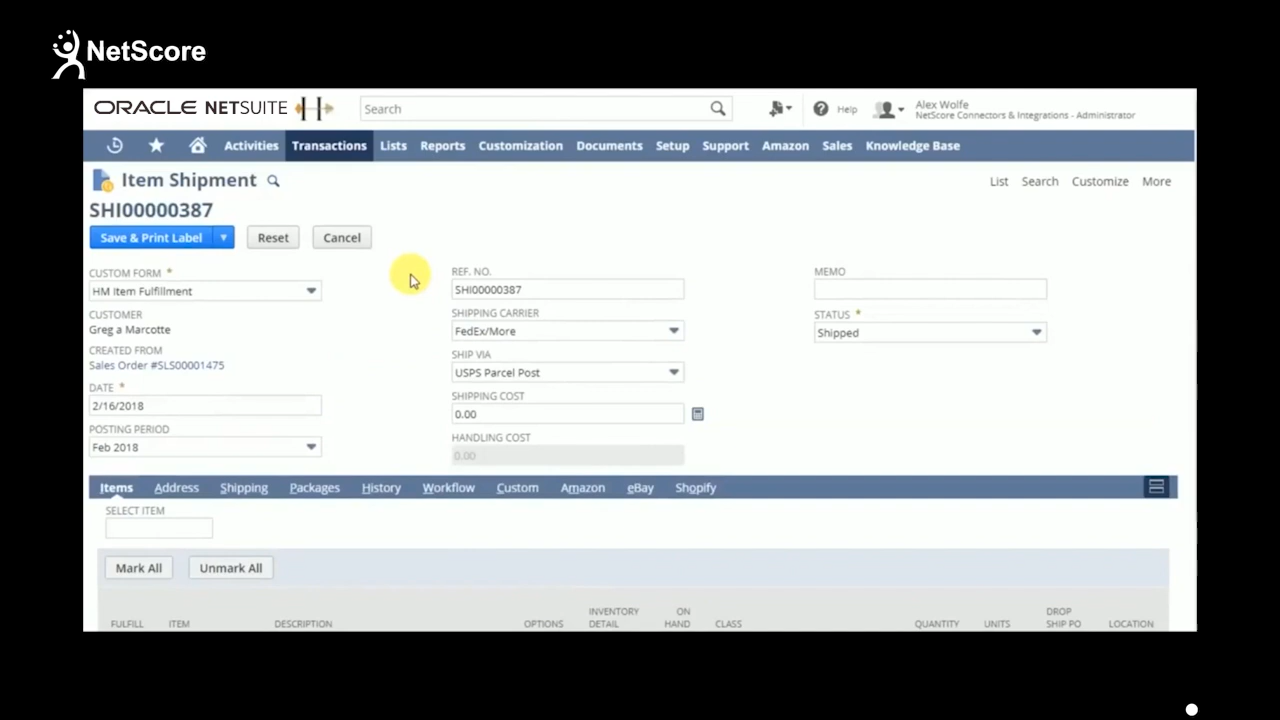 NetScore
ORACLE NETSUITE
Search
Help
Alex Wolfe
NetScore Connectors & Integrations - Administrator
Activities Transactions Lists Reports Customization Documents Setup Support Amazon Sales Knowledge Base
Item Shipment
List Search Customize More
SHI00000387
Save & Print Label Reset Cancel
CUSTOM FORM *
HM Item Fulfillment
CUSTOMER
Greg a Marcotte
CREATED FROM
Sales Order #SLS00001475
DATE *
2/16/2018
POSTING PERIOD
Feb 2018
REF. NO.
SHI00000387
SHIPPING CARRIER
FedEx/More
SHIP VIA
USPS Parcel Post
SHIPPING COST
0.00
HANDLING COST
0.00
MEMO
STATUS *
Shipped
Items Address Shipping Packages History Workflow Custom Amazon eBay Shopify
SELECT ITEM
Mark All Unmark All
FULFILL ITEM DESCRIPTION OPTIONS INVENTORY DETAIL ON HAND CLASS QUANTITY UNITS DROP SHIP PO LOCATION